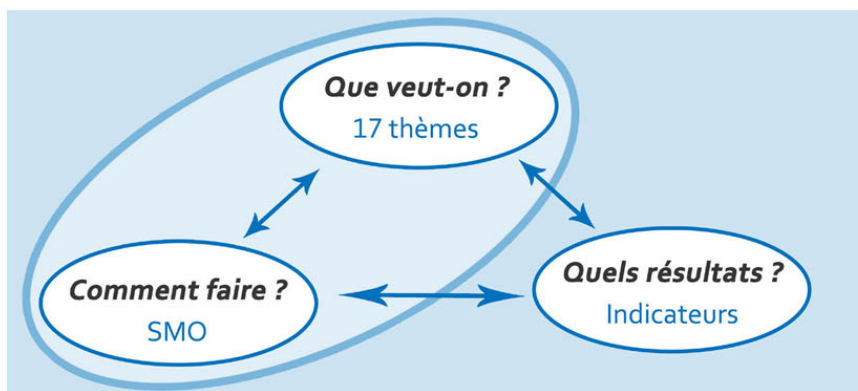 Que veut-on ?
17 thèmes
Comment faire ?
SMO
Quels résultats ?
Indicateurs